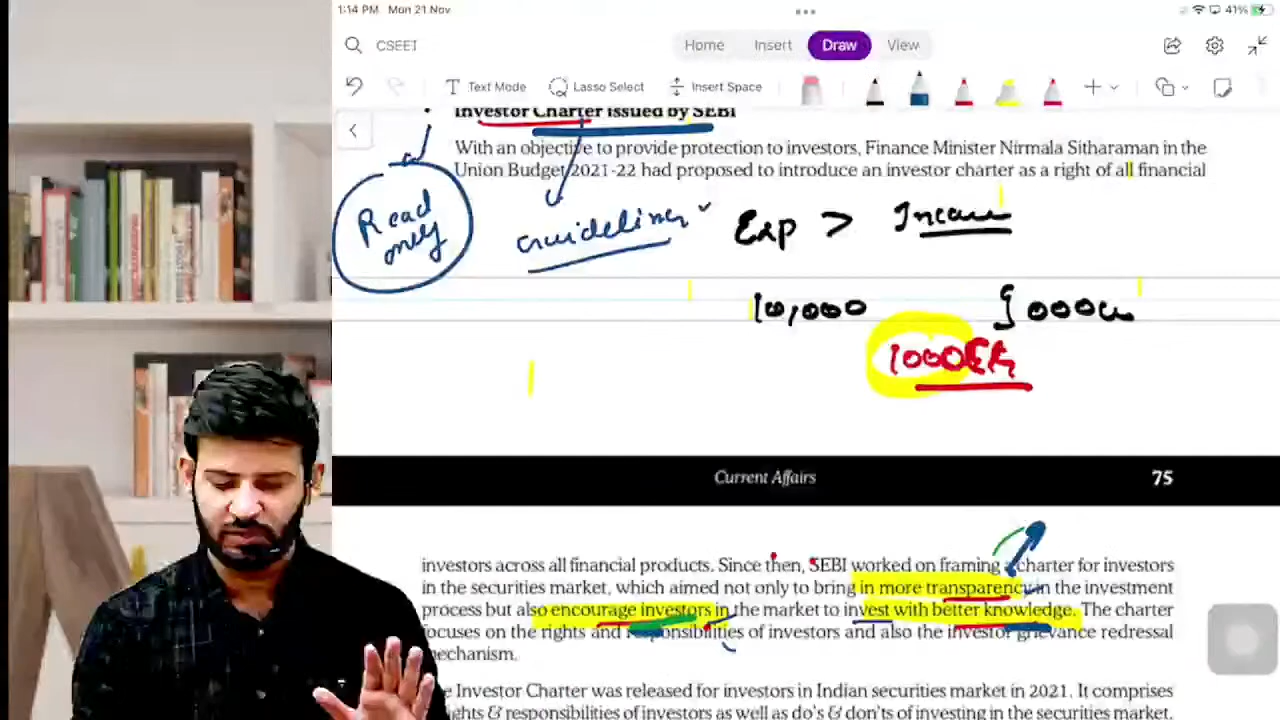 1:14 PM Mon 21 Nov
41%
CSEET
Home Insert Draw View
Text Mode Lasso Select Insert Space
Investor Charter issued by SEBI
With an objective to provide protection to investors, Finance Minister Nirmala Sitharaman in the
Union Budget 2021-22 had proposed to introduce an investor charter as a right of all financial
Read
only
Guidelines
Exp > Income
10,000
9000
1000
Current Affairs 75
investors across all financial products. Since then, SEBI worked on framing a charter for investors
in the securities market, which aimed not only to bring in more transparency in the investment
process but also encourage investors in the market to invest with better knowledge. The charter
focuses on the rights and responsibilities of investors and also the investor grievance redressal
mechanism.
Investor Charter was released for investors in Indian securities market in 2021. It comprises
& responsibilities of investors as well as do's & don'ts of investing in the securities market.